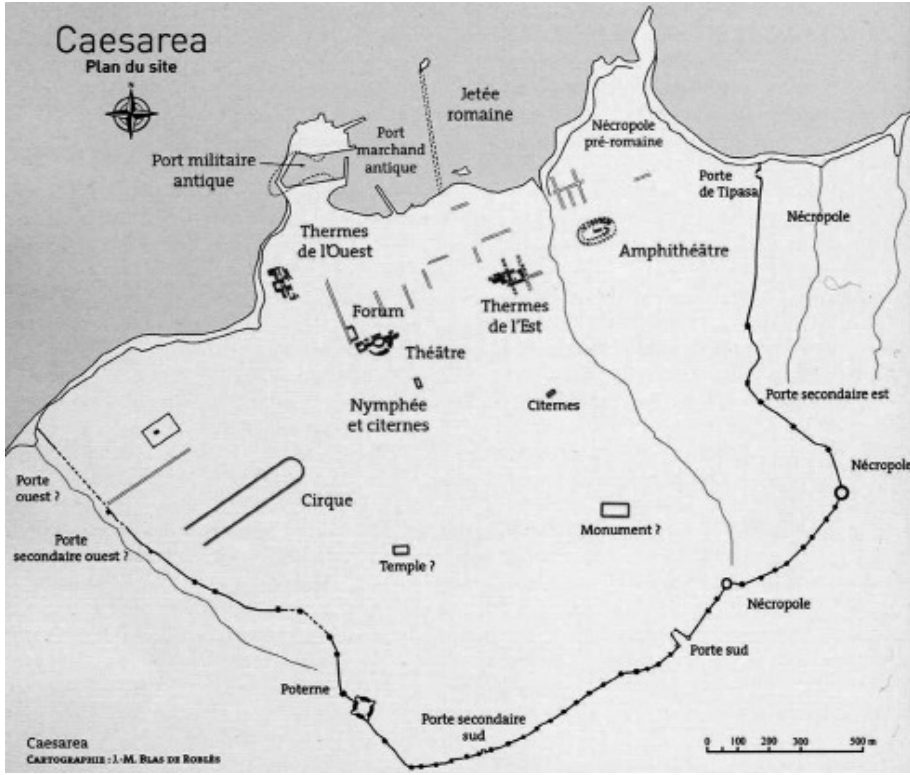 Caesarea
Plan du site
N
Jetée
romaine
Port
marchand
antique
Port militaire
antique
Nécropole
pré-romaine
Porte
de Tipasa
Nécropole
Thermes
de l'Ouest
Amphithéâtre
Forum
Thermes
de l'Est
Théâtre
Nymphée
et citernes
Citernes
Porte secondaire est
Nécropole
Porte
ouest ?
Cirque
Porte
secondaire ouest ?
Monument ?
Temple ?
Nécropole
Porte sud
Poterne
Porte secondaire
sud
Caesarea
CARTOGRAPHIE : J.-M. BLAS DE ROBLÈS
0 100 200 300 500 m